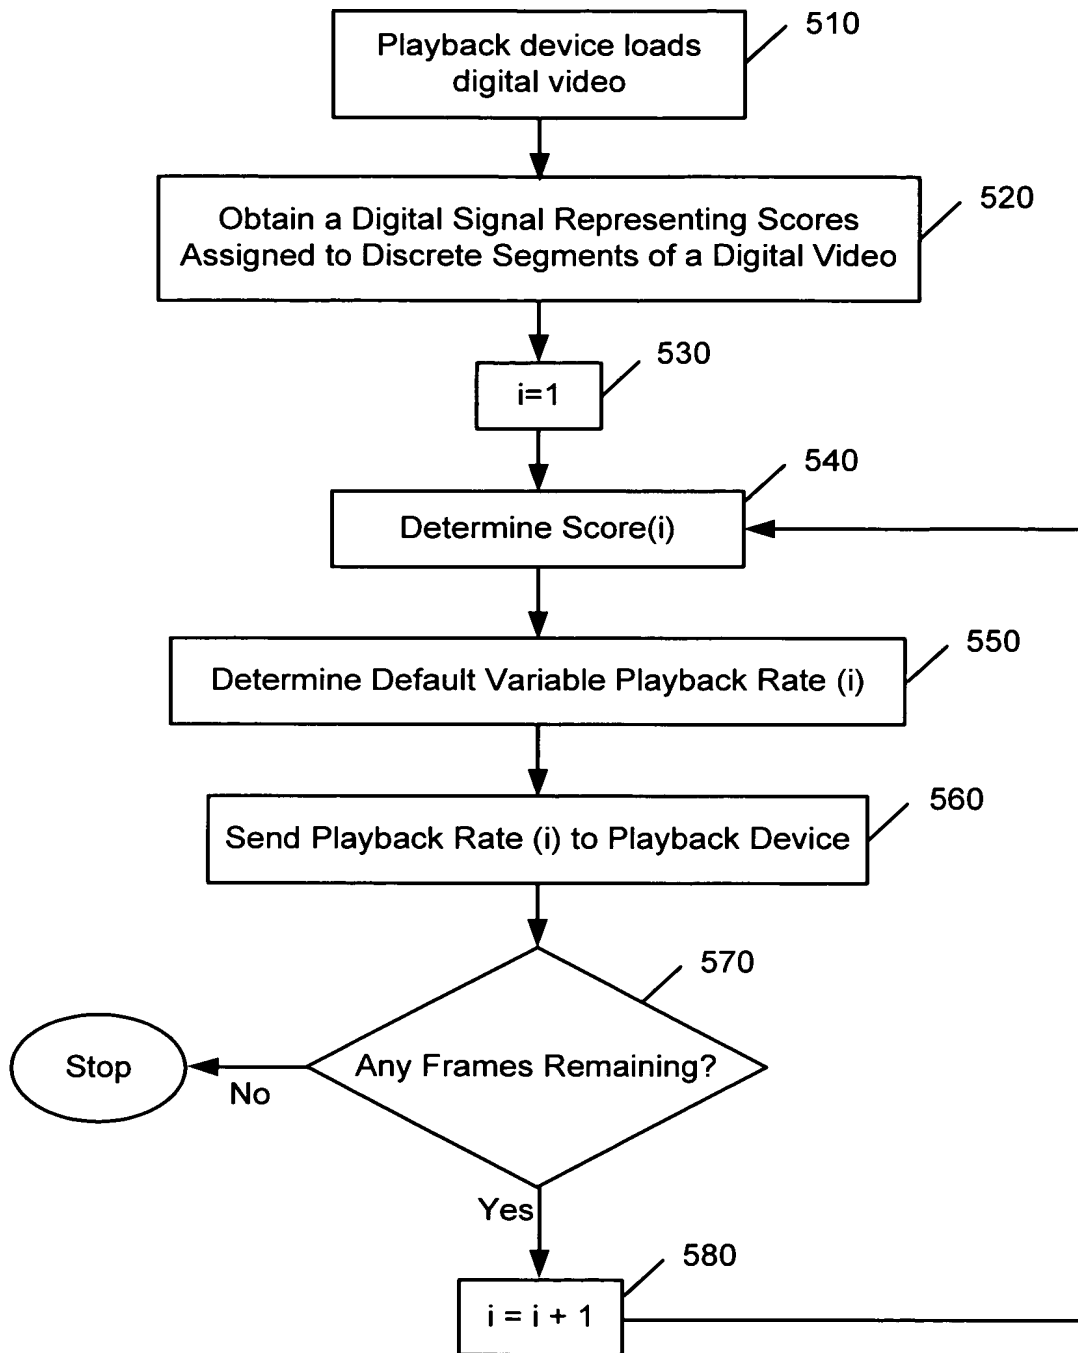 Playback device loads
digital video
510
Obtain a Digital Signal Representing Scores
Assigned to Discrete Segments of a Digital Video
520
i=1
530
Determine Score(i)
540
Determine Default Variable Playback Rate (i)
550
Send Playback Rate (i) to Playback Device
560
Any Frames Remaining?
570
Stop
No
Yes
i = i + 1
580